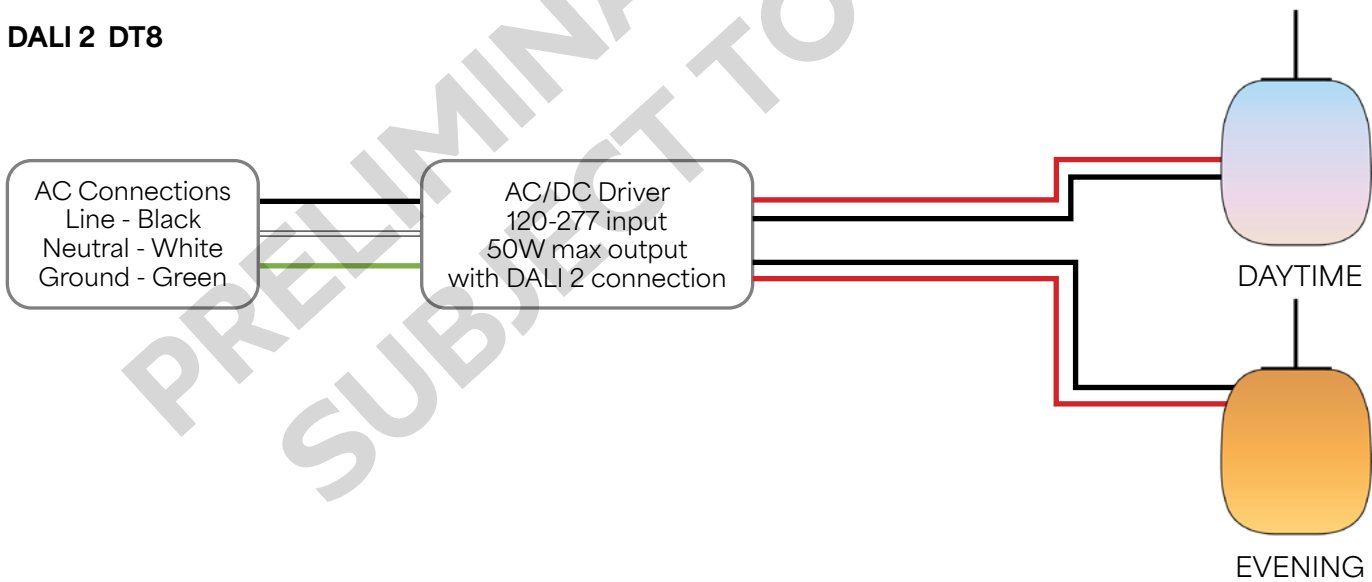 DALI 2 DT8
AC Connections
Line - Black
Neutral - White
Ground - Green
AC/DC Driver
120-277 input
50W max output
with DALI 2 connection
DAYTIME
EVENING
SUBJECT TO